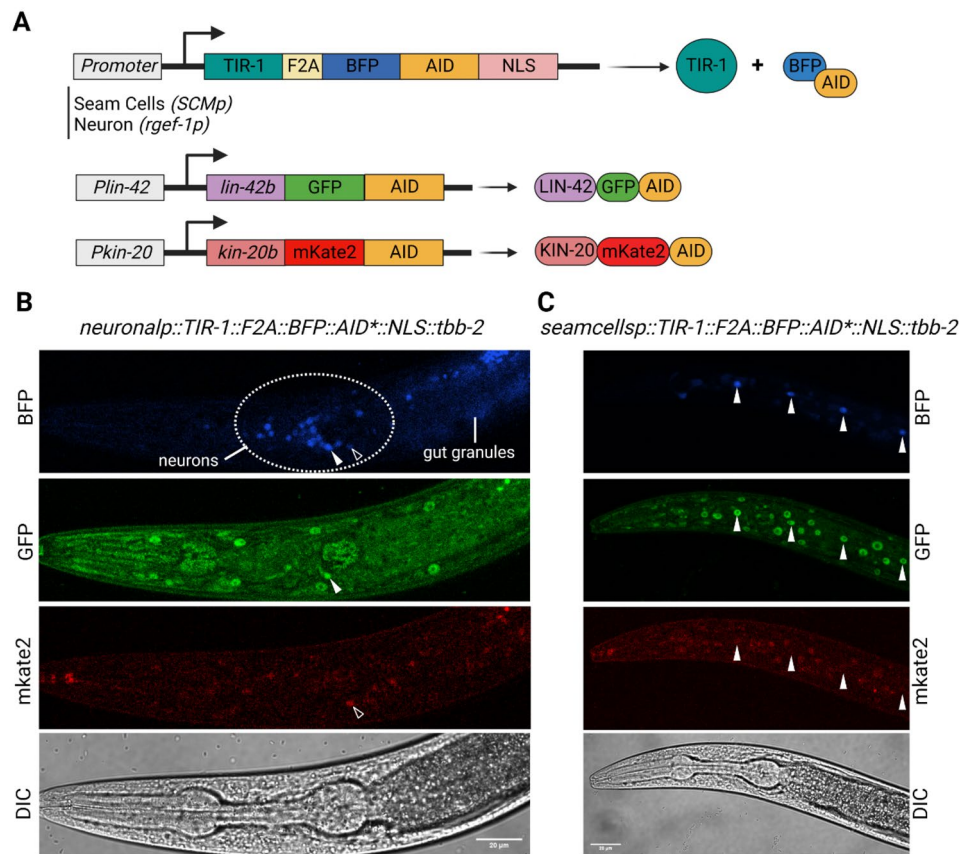 A
Promoter TIR-1 F2A BFP AID NLS TIR-1 + BFP AID
Seam Cells (SCMp)
Neuron (rgef-1p)
Plin-42 lin-42b GFP AID LIN-42 GFP AID
Pkin-20 kin-20b mKate2 AID KIN-20 mKate2 AID
B
neuronalp::TIR-1::F2A::BFP::AID*::NLS::tbb-2
BFP
neurons
gut granules
GFP
mkate2
DIC
20 µm
C
seamcellsp::TIR-1::F2A::BFP::AID*::NLS::tbb-2
BFP
GFP
mkate2
DIC
20 µm